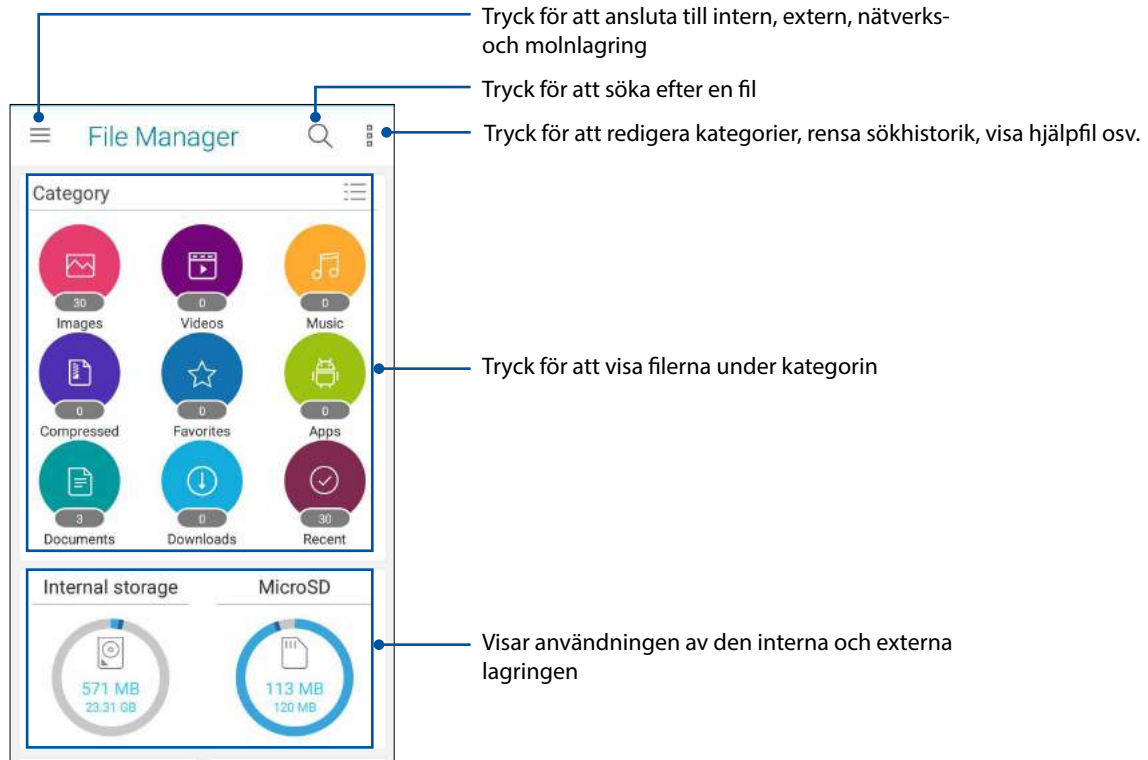 Tryck för att ansluta till intern, extern, nätverks-
och molnlagring
Tryck för att söka efter en fil
Tryck för att redigera kategorier, rensa sökhistorik, visa hjälpfil osv.
File Manager
Category
30
0
0
Images
Videos
Music
0
0
0
Compressed
Favorites
Apps
3
0
30
Documents
Downloads
Recent
Tryck för att visa filerna under kategorin
Internal storage
MicroSD
571 MB
23.31 GB
113 MB
120 MB
Visar användningen av den interna och externa
lagringen